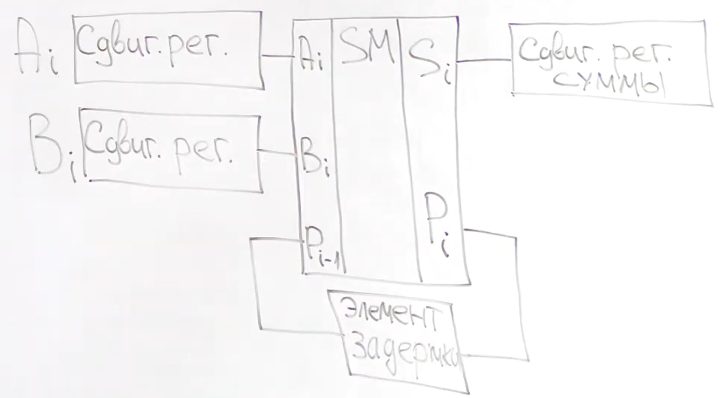 Ai Сдвиг. рег.
Ai SM Si
Сдвиг. рег.
СУММЫ
Bi Сдвиг. рег.
Bi
Pi
Pi-1
Элемент
Задержки